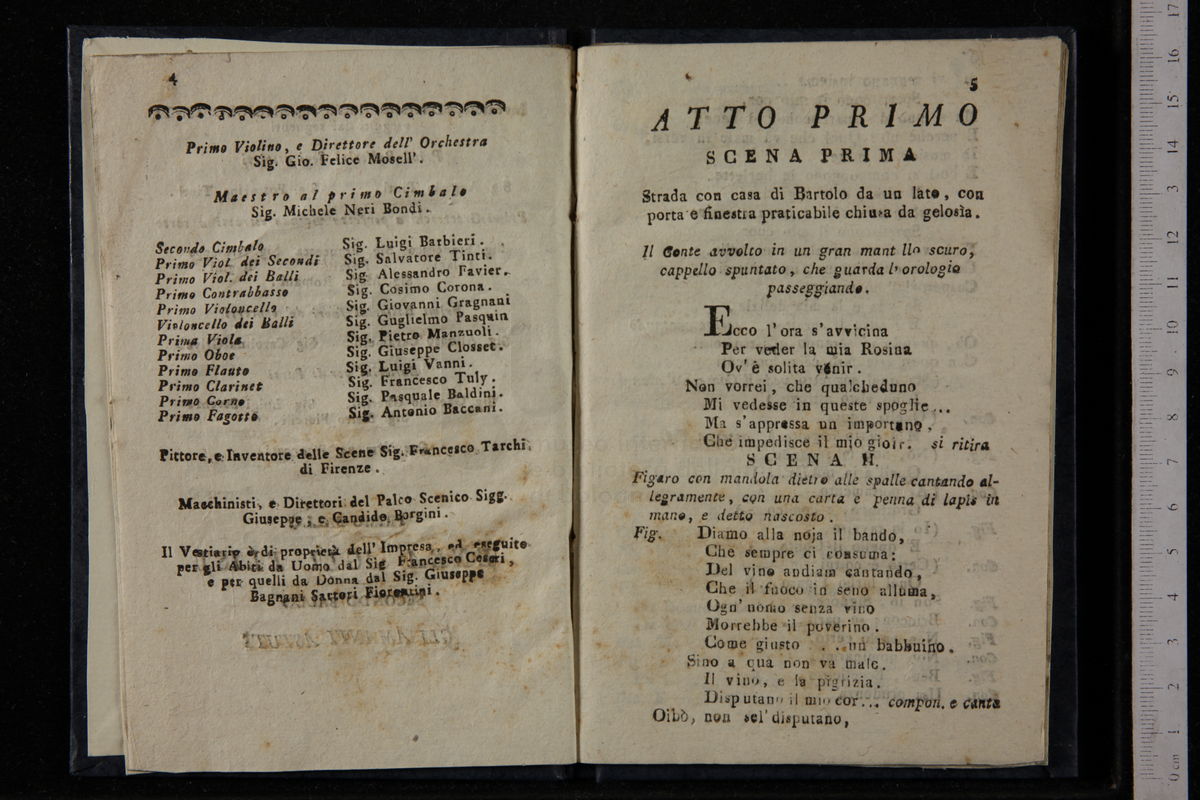 4
Primo Violino, e Direttore dell' Orchestra
Sig. Gio. Felice Mosell'.
Maestro al primo Cimbalo
Sig. Michele Neri Bondi.
Secondo Cimbalo Sig. Luigi Barbieri.
Primo Viol. dei Secondi Sig. Salvatore Tinti.
Primo Viol. dei Balli Sig Alessandro Favier.
Primo Contrabbasso Sig. Cosimo Corona.
Primo Violoncello Sig. Giovanni Gragnani
Violoncello dei Balli Sig. Guglielmo Pasquin
Prima Viola Sig. Pietro Manzuoli.
Primo Oboe Sig. Giuseppe Closset.
Primo Flauto Sig. Luigi Vanni.
Primo Clarinet Sig. Francesco Tuly.
Primo Corno Sig. Pasquale Baldini.
Primo Fagotto Sig. Antonio Baccani.
Pittore, e Inventore delle Scene Sig. Francesco Tarchi
di Firenze.
Macchinisti, e Direttori del Palco Scenico Sigg.
Giuseppe, e Candido Borgini.
Il Vestiario è di proprietà dell' Impresa, ed eseguito
per gli Abiti da Uomo dal Sig Francesco Ceseri,
e per quelli da Donna dal Sig. Giuseppe
Bagnani Sartori Fiorentini.
5
ATTO PRIMO
SCENA PRIMA
Strada con casa di Bartolo da un lato, con
porta e finestra praticabile chiusa da gelosìa.
Il Conte avvolto in un gran mant llo scuro,
cappello spuntato, che guarda l'orologio
passeggiando.
Ecco l'ora s'avvicina
Per veder la mia Rosina
Ov' è solita venir.
Non vorrei, che qualcheduno
Mi vedesse in queste spoglie...
Ma s'appressa un importuno,
Che impedisce il mio gioir. si ritira
SCENA II.
Figaro con mandola dietro alle spalle cantando al-
legramente, con una carta e penna di lapis in
mano, e detto nascosto.
Fig. Diamo alla noja il bando,
Che sempre ci consuma:
Del vino andiam cantando,
Che il fuoco in seno alluma,
Ogn' uomo senza vino
Morrebbe il poverino.
Come giusto . . un babbuino.
Sino a qua non va male.
Il vino, e la pigrizia.
Disputano il mio cor... compon. e canta
Oibò, non sel' disputano,